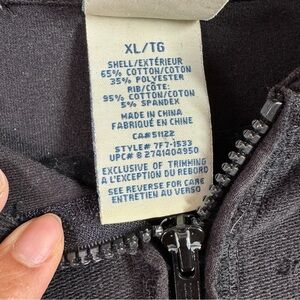 XL/TG
SHELL/EXTÉRIEUR
65% COTTON/COTON
35% POLYESTER
RIB/CÔTE:
95% COTTON/COTON
5% SPANDEX
MADE IN CHINA
FABRIQUÉ EN CHINE
CA#51122
STYLE# 7F7-1533
UPC# 8 2741404950
EXCLUSIVE OF TRIMMING
A L'EXCEPTION DU REBORD
SEE REVERSE FOR CARE
ENTRETIEN AU VERSO